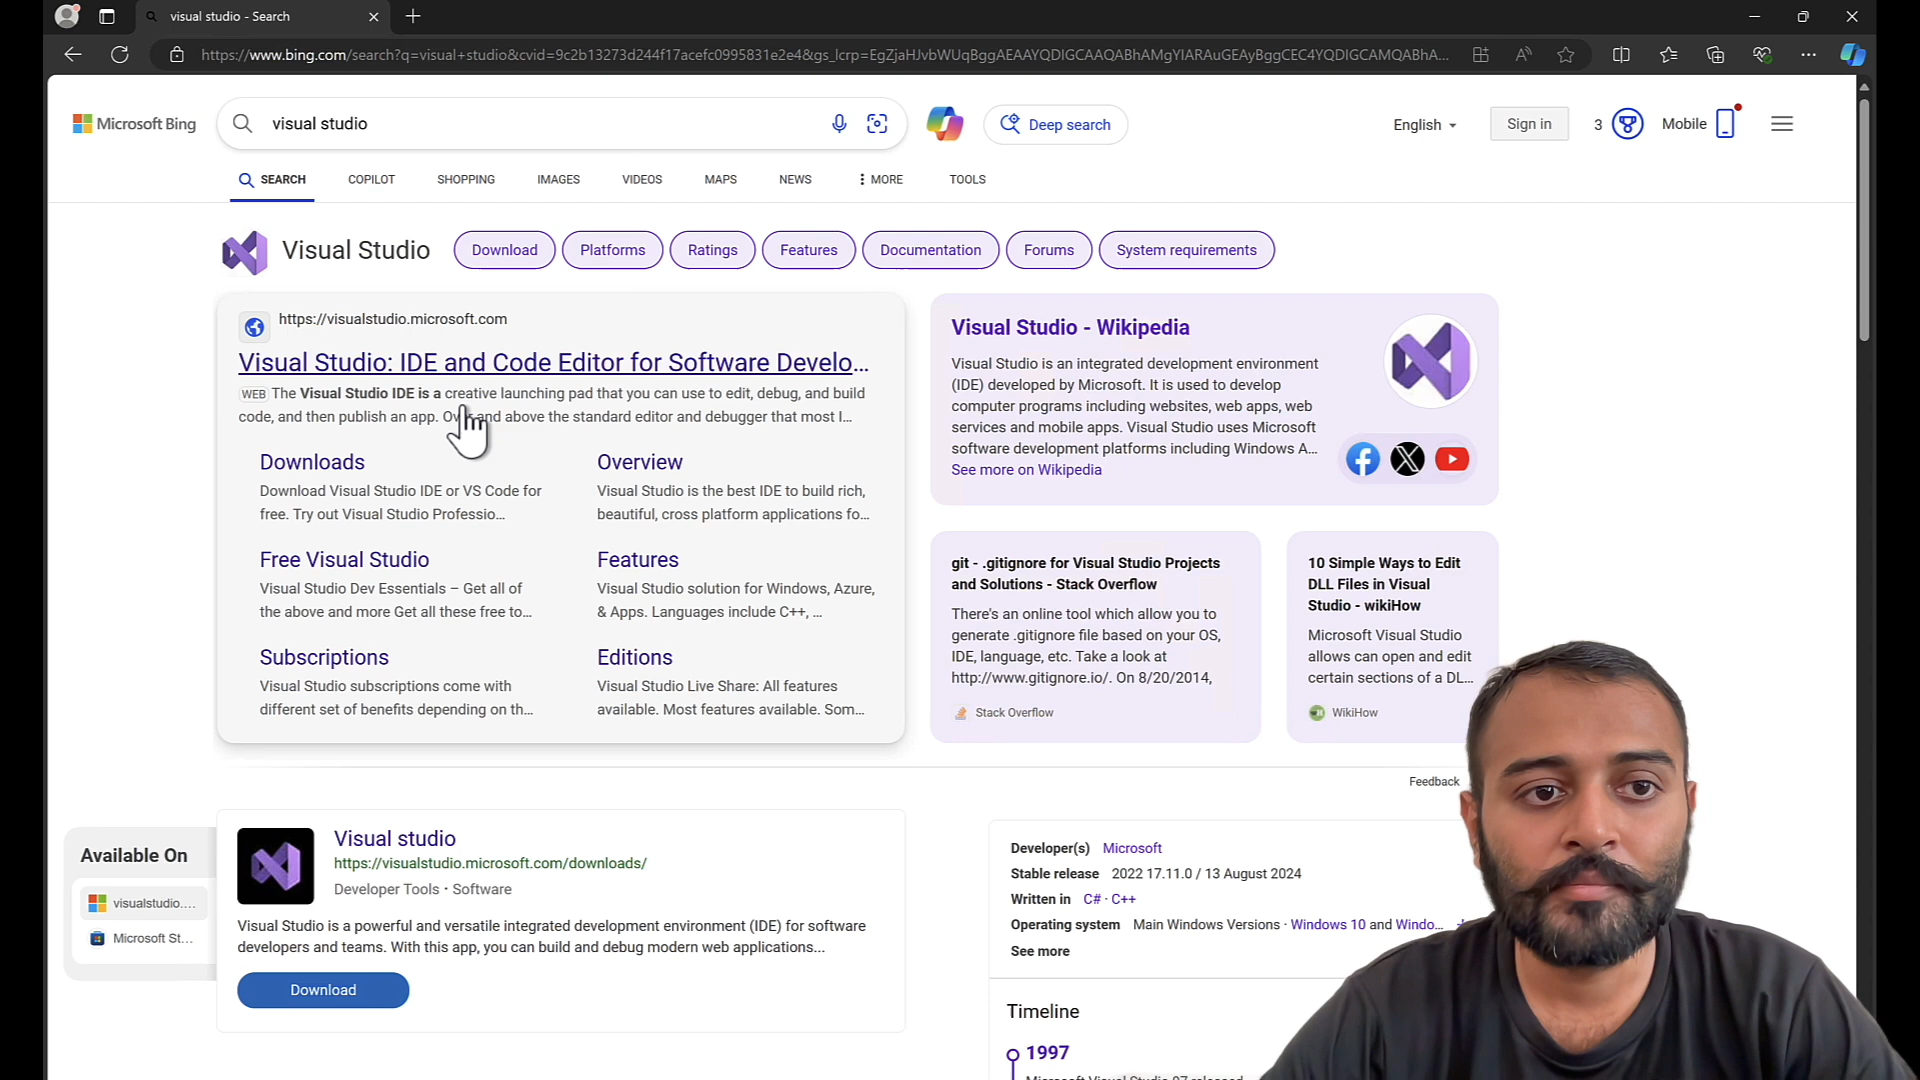 visual studio - Search
https://www.bing.com/search?q=visual+studio&cvid=9c2b13273d244f17acefc0995831e2e4&gs_lcrp=EgZjaHJvbWUqBggAEAAYQDIGCAAQABhAMgYIARAuGEAyBggCEC4YQDIGCAMQABhA...
Microsoft Bing
visual studio
Deep search
English
Sign in
3
Mobile
SEARCH
COPILOT
SHOPPING
IMAGES
VIDEOS
MAPS
NEWS
MORE
TOOLS
Visual Studio
Download
Platforms
Ratings
Features
Documentation
Forums
System requirements
https://visualstudio.microsoft.com
Visual Studio: IDE and Code Editor for Software Develo...
WEB The Visual Studio IDE is a creative launching pad that you can use to edit, debug, and build
code, and then publish an app. Over and above the standard editor and debugger that most I...
Downloads
Download Visual Studio IDE or VS Code for
free. Try out Visual Studio Professio...
Overview
Visual Studio is the best IDE to build rich,
beautiful, cross platform applications fo...
Free Visual Studio
Visual Studio Dev Essentials – Get all of
the above and more Get all these free to...
Features
Visual Studio solution for Windows, Azure,
& Apps. Languages include C++, ...
Subscriptions
Visual Studio subscriptions come with
different set of benefits depending on th...
Editions
Visual Studio Live Share: All features
available. Most features available. Som...
Visual Studio - Wikipedia
Visual Studio is an integrated development environment
(IDE) developed by Microsoft. It is used to develop
computer programs including websites, web apps, web
services and mobile apps. Visual Studio uses Microsoft
software development platforms including Windows A...
See more on Wikipedia
git - .gitignore for Visual Studio Projects
and Solutions - Stack Overflow
There's an online tool which allow you to
generate .gitignore file based on your OS,
IDE, language, etc. Take a look at
http://www.gitignore.io/. On 8/20/2014,
Stack Overflow
10 Simple Ways to Edit
DLL Files in Visual
Studio - wikiHow
Microsoft Visual Studio
allows can open and edit
certain sections of a DL...
WikiHow
Feedback
Available On
visualstudio....
Microsoft St...
Visual studio
https://visualstudio.microsoft.com/downloads/
Developer Tools · Software
Visual Studio is a powerful and versatile integrated development environment (IDE) for software
developers and teams. With this app, you can build and debug modern web applications...
Download
Developer(s) Microsoft
Stable release 2022 17.11.0 / 13 August 2024
Written in C# · C++
Operating system Main Windows Versions · Windows 10 and Windo...
See more
Timeline
1997
Microsoft Visual Studio 97 released